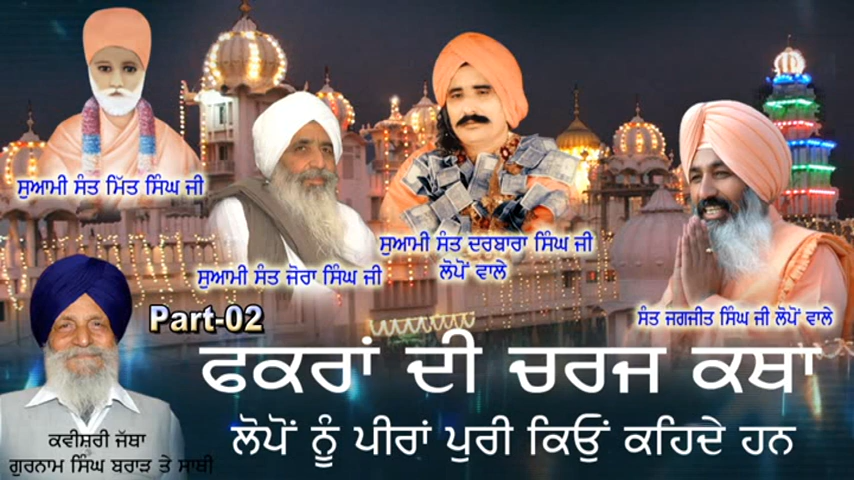 ਸੁਆਮੀ ਸੰਤ ਮਿੱਤ ਸਿੰਘ ਜੀ
ਸੁਆਮੀ ਸੰਤ ਜੋਰਾ ਸਿੰਘ ਜੀ
ਸੁਆਮੀ ਸੰਤ ਦਰਬਾਰਾ ਸਿੰਘ ਜੀ
ਲੋਪੋਂ ਵਾਲੇ
ਸੰਤ ਜਗਜੀਤ ਸਿੰਘ ਜੀ ਲੋਪੋਂ ਵਾਲੇ
Part-02
ਫਕਰਾਂ ਦੀ ਚਰਜ ਕਥਾ
ਲੋਪੋਂ ਨੂੰ ਪੀਰਾਂ ਪੁਰੀ ਕਿਓਂ ਕਹਿਦੇ ਹਨ
ਕਵੀਸ਼ਰੀ ਜੱਥਾ
ਗੁਰਨਾਮ ਸਿੰਘ ਬਰਾੜ ਤੇ ਸਾਥੀ